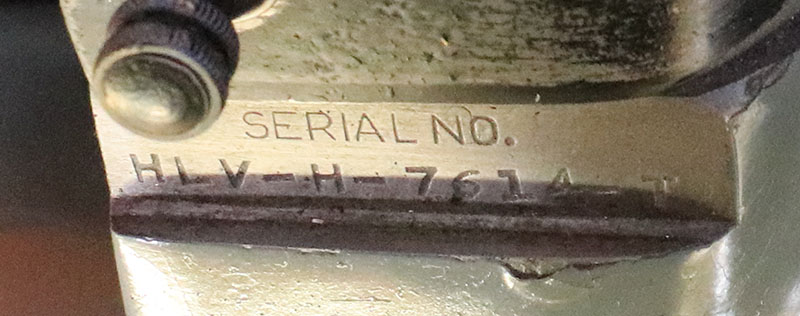 SERIAL NO.
HLV-H-7614-T